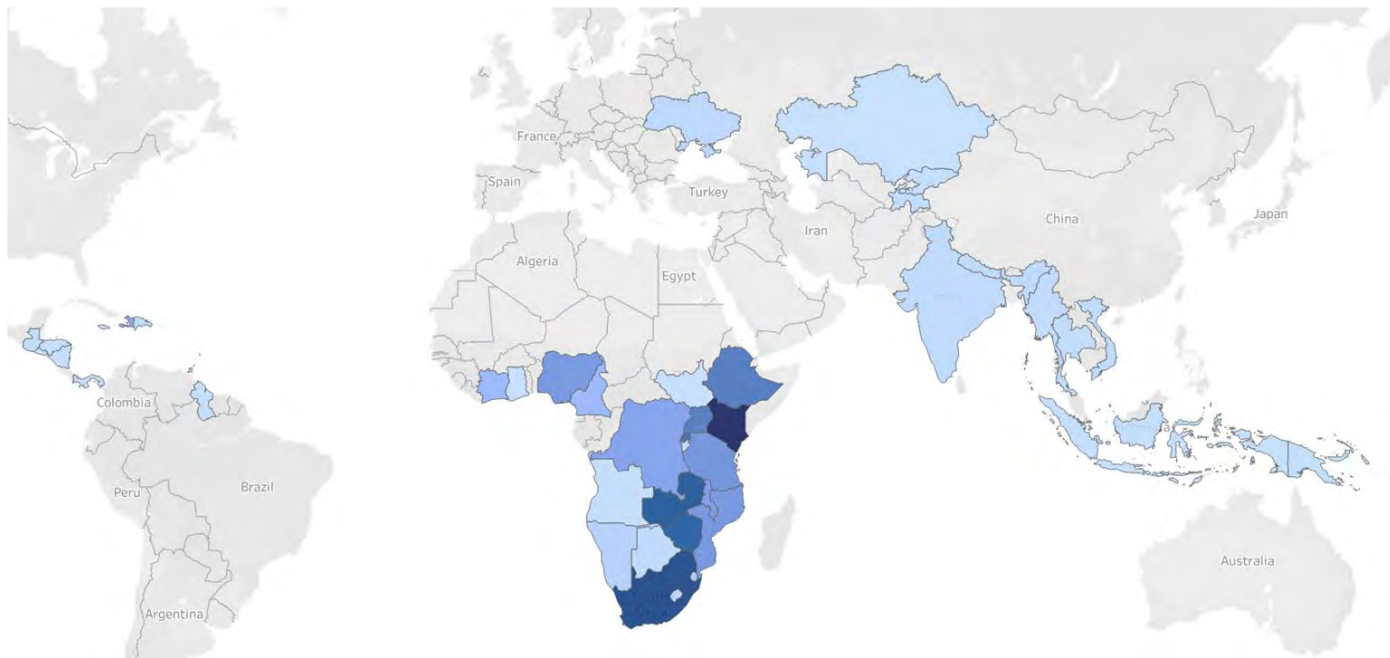 France
Spain
Turkey
China
Japan
Iran
Algeria
Egypt
Colombia
Peru
Brazil
Australia
Argentina